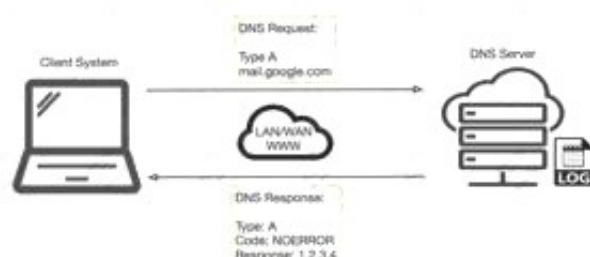 DNS Request:
Type A
mail.google.com
Client System
DNS Server
LAN/WAN
WWW
LOG
DNS Response:
Type: A
Code: NOERROR
Response: 1.2.3.4